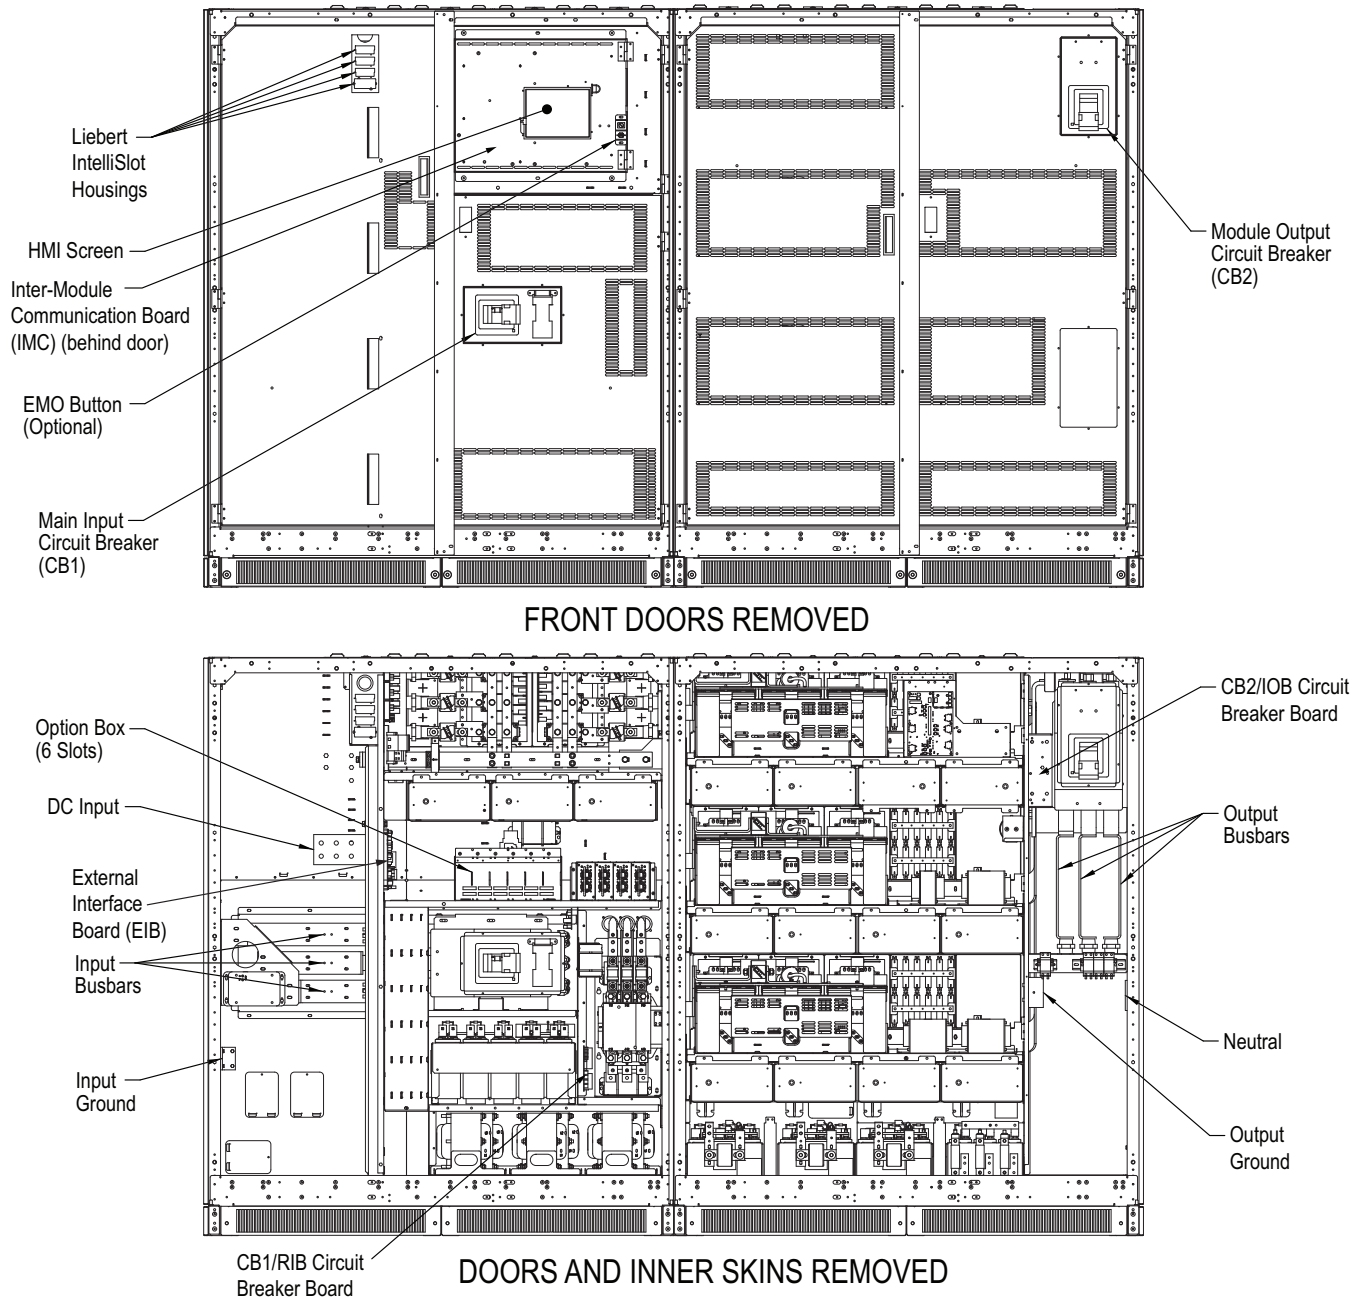 Liebert
IntelliSlot
Housings
HMI Screen
Inter-Module
Communication Board
(IMC) (behind door)
EMO Button
(Optional)
Main Input
Circuit Breaker
(CB1)
Module Output
Circuit Breaker
(CB2)
FRONT DOORS REMOVED
Option Box
(6 Slots)
DC Input
External
Interface
Board (EIB)
Input
Busbars
Input
Ground
CB1/RIB Circuit
Breaker Board
CB2/IOB Circuit
Breaker Board
Output
Busbars
Neutral
Output
Ground
DOORS AND INNER SKINS REMOVED